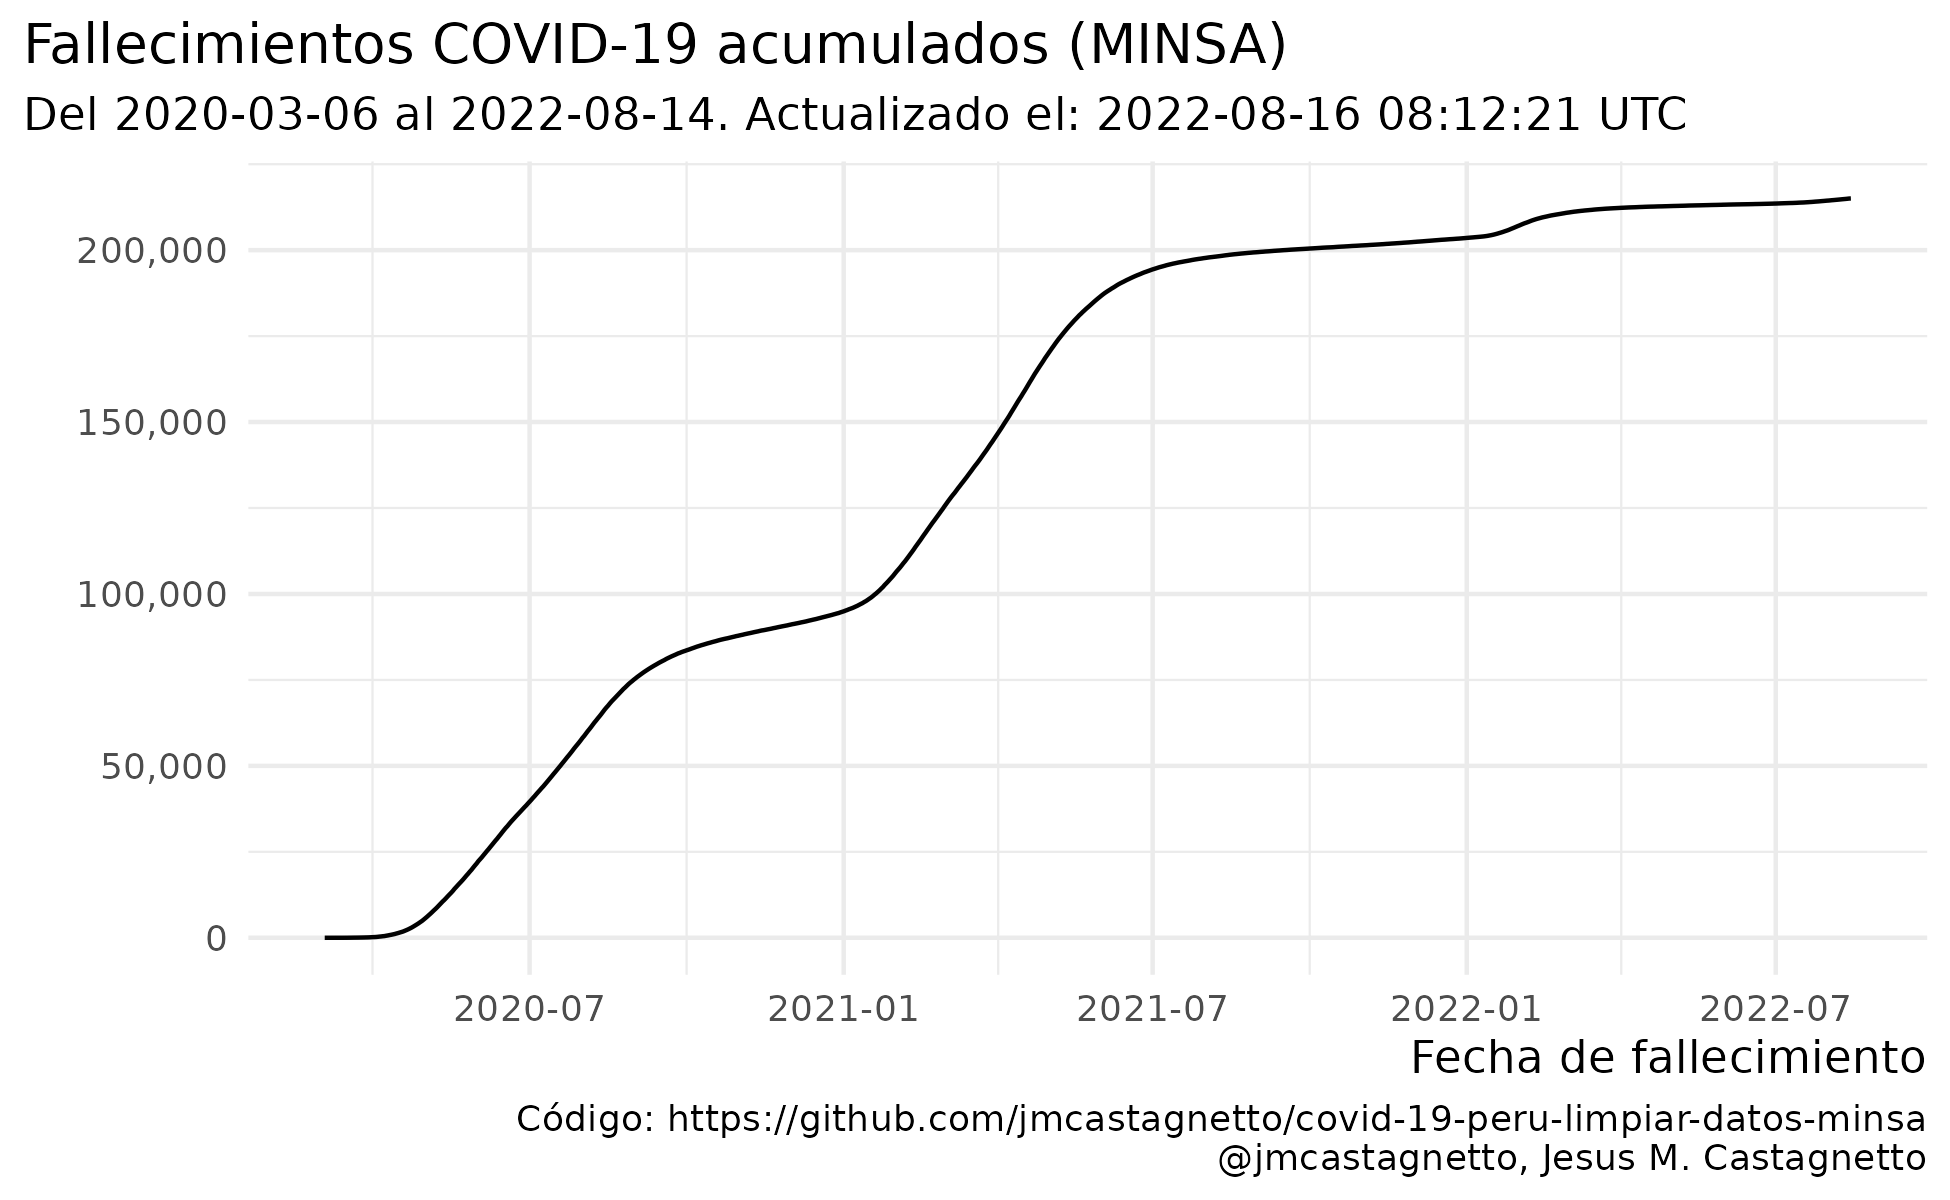 Fallecimientos COVID-19 acumulados (MINSA)
Del 2020-03-06 al 2022-08-14. Actualizado el: 2022-08-16 08:12:21 UTC
200,000
150,000
100,000
50,000
0
2020-07 2021-01 2021-07 2022-01 2022-07
Fecha de fallecimiento
Código: https://github.com/jmcastagnetto/covid-19-peru-limpiar-datos-minsa
@jmcastagnetto, Jesus M. Castagnetto